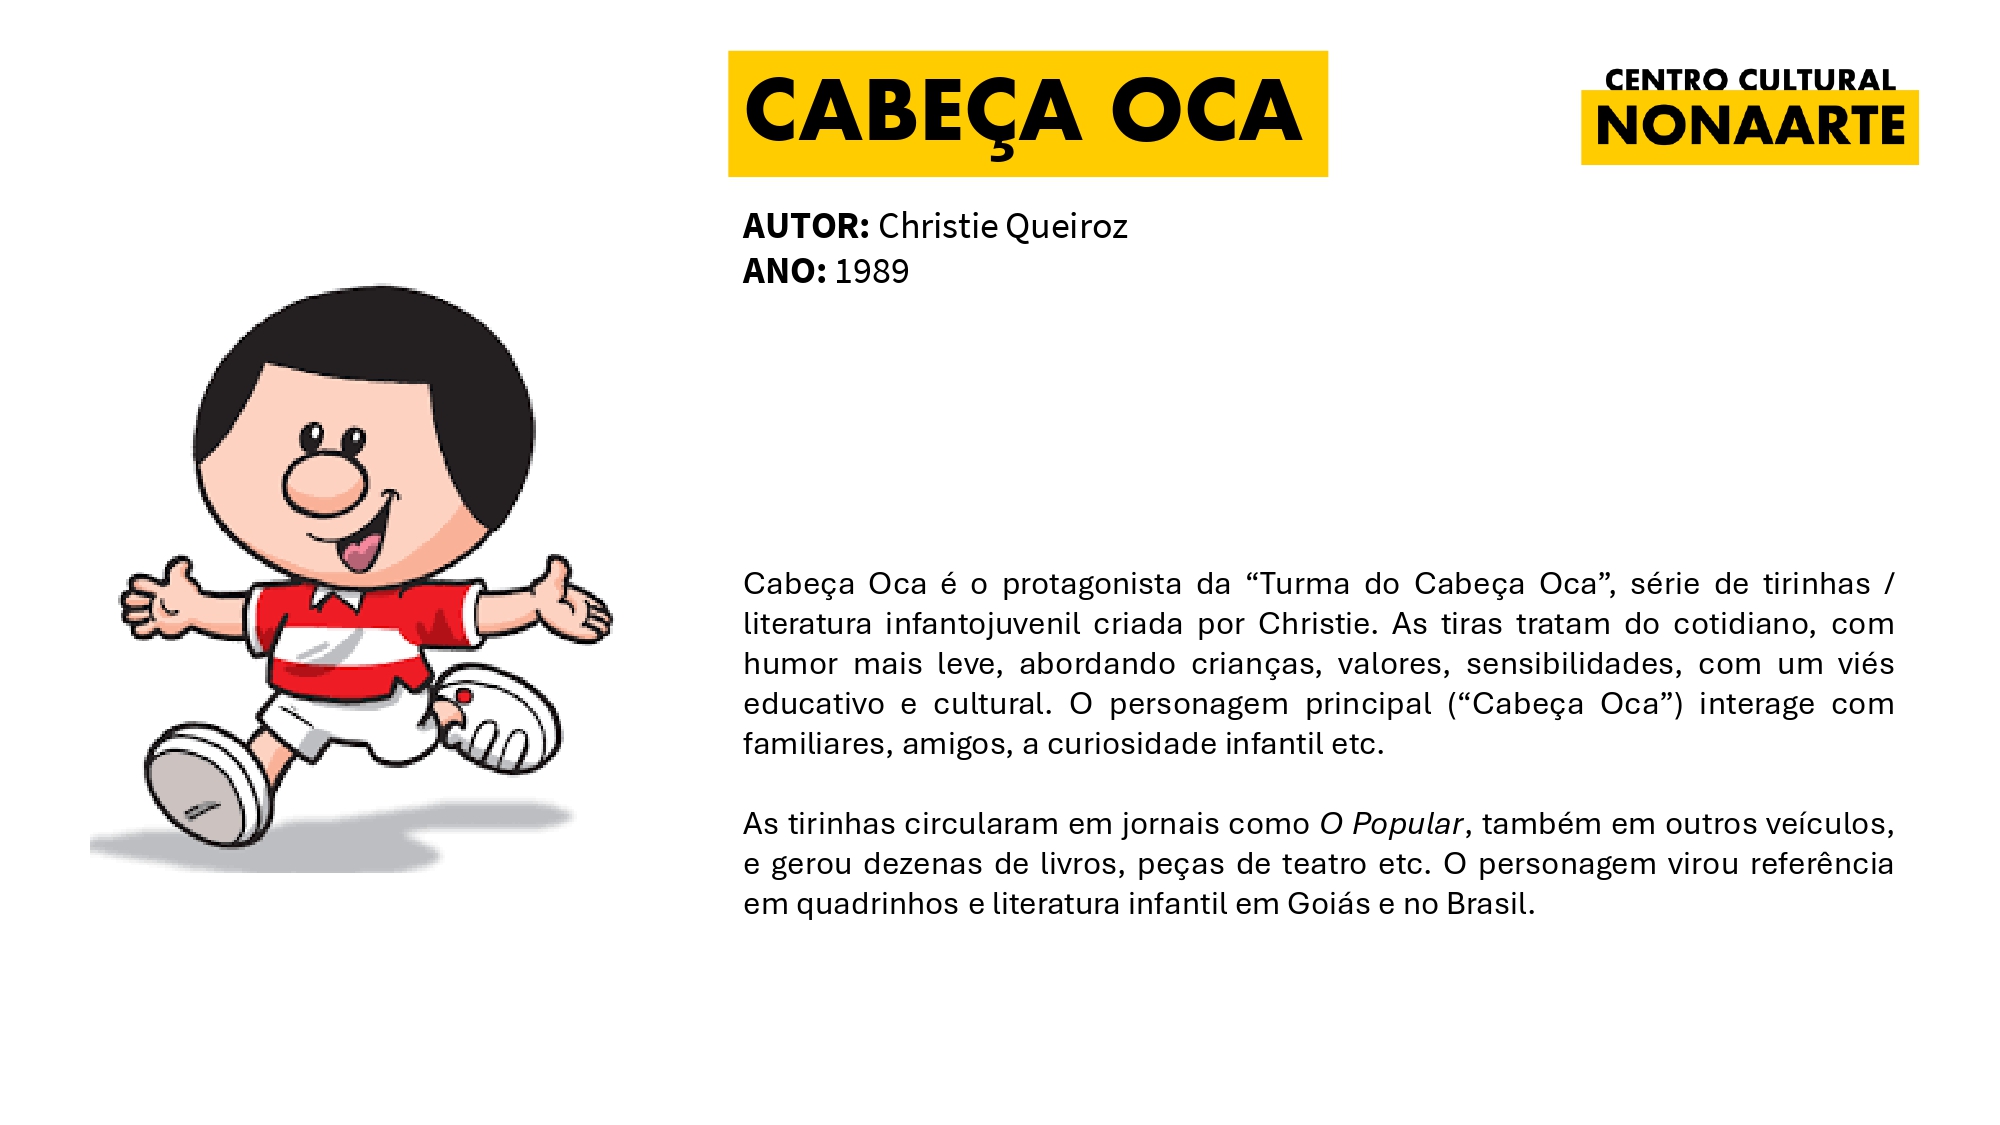 CABEÇA OCA
CENTRO CULTURAL
NONAARTE
AUTOR: Christie Queiroz
ANO: 1989
Cabeça Oca é o protagonista da “Turma do Cabeça Oca”, série de tirinhas /
literatura infantojuvenil criada por Christie. As tiras tratam do cotidiano, com
humor mais leve, abordando crianças, valores, sensibilidades, com um viés
educativo e cultural. O personagem principal (“Cabeça Oca”) interage com
familiares, amigos, a curiosidade infantil etc.
As tirinhas circularam em jornais como O Popular, também em outros veículos,
e gerou dezenas de livros, peças de teatro etc. O personagem virou referência
em quadrinhos e literatura infantil em Goiás e no Brasil.